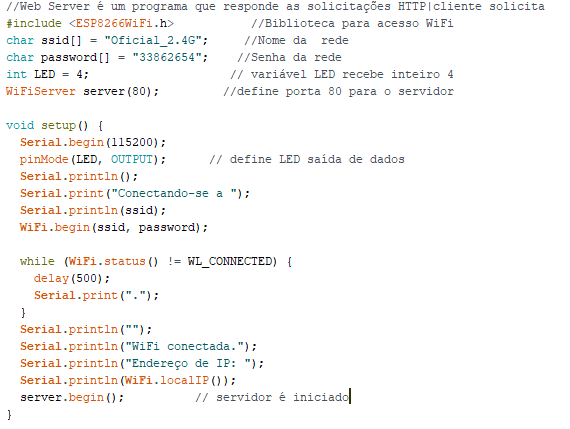 //Web Server é um programa que responde as solicitações HTTP|cliente solicita
#include <ESP8266WiFi.h> //Biblioteca para acesso WiFi
char ssid[] = "Oficial_2.4G"; //Nome da rede
char password[] = "33862654"; //Senha da rede
int LED = 4; // variável LED recebe inteiro 4
WiFiServer server(80); //define porta 80 para o servidor
void setup() {
Serial.begin(115200);
pinMode(LED, OUTPUT); // define LED saída de dados
Serial.println();
Serial.print("Conectando-se a ");
Serial.println(ssid);
WiFi.begin(ssid, password);
while (WiFi.status() != WL_CONNECTED) {
delay(500);
Serial.print(".");
}
Serial.println("");
Serial.println("WiFi conectada.");
Serial.println("Endereço de IP: ");
Serial.println(WiFi.localIP());
server.begin(); // servidor é iniciado
}